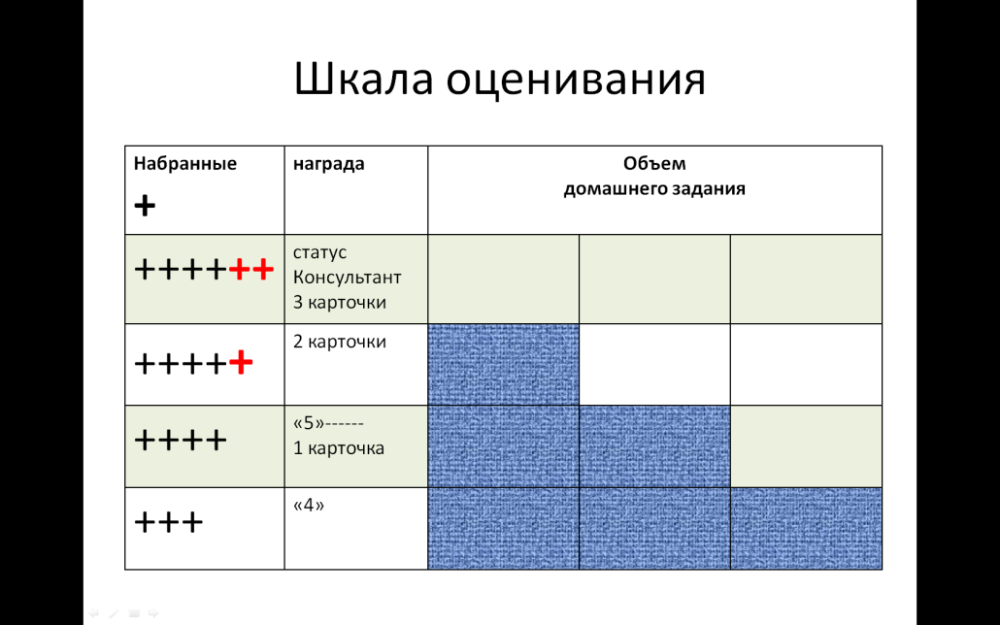 Шкала оценивания
Набранные
+
награда
Объем
домашнего задания
++++++
статус
Консультант
3 карточки
+++++
2 карточки
++++
«5»------
1 карточка
+++
«4»